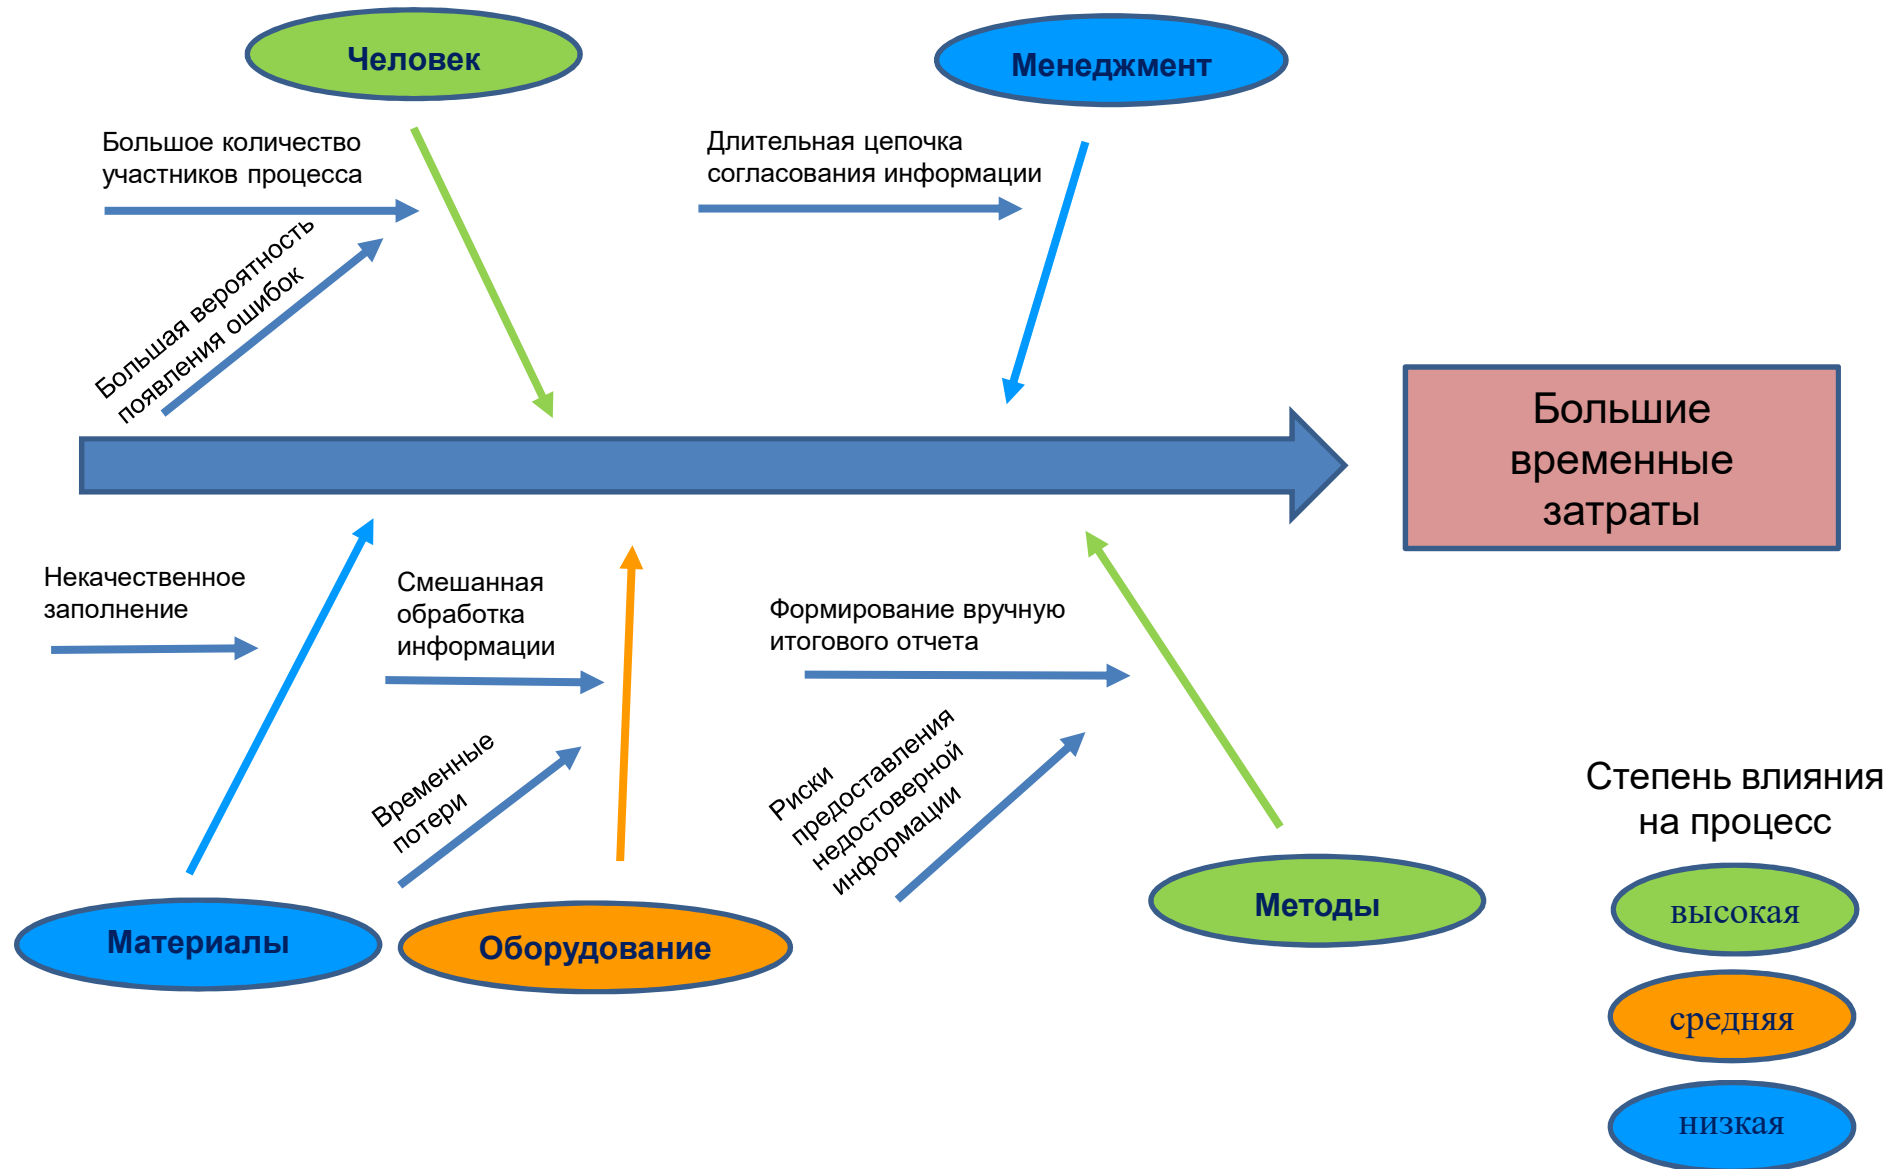 Человек
Менеджмент
Большое количество
участников процесса
Длительная цепочка
согласования информации
Большая вероятность
появления ошибок
Большие
временные
затраты
Некачественное
заполнение
Смешанная
обработка
информации
Формирование вручную
итогового отчета
Временные
потери
Риски
предоставления
недостоверной
информации
Материалы
Оборудование
Методы
Степень влияния
на процесс
высокая
средняя
низкая